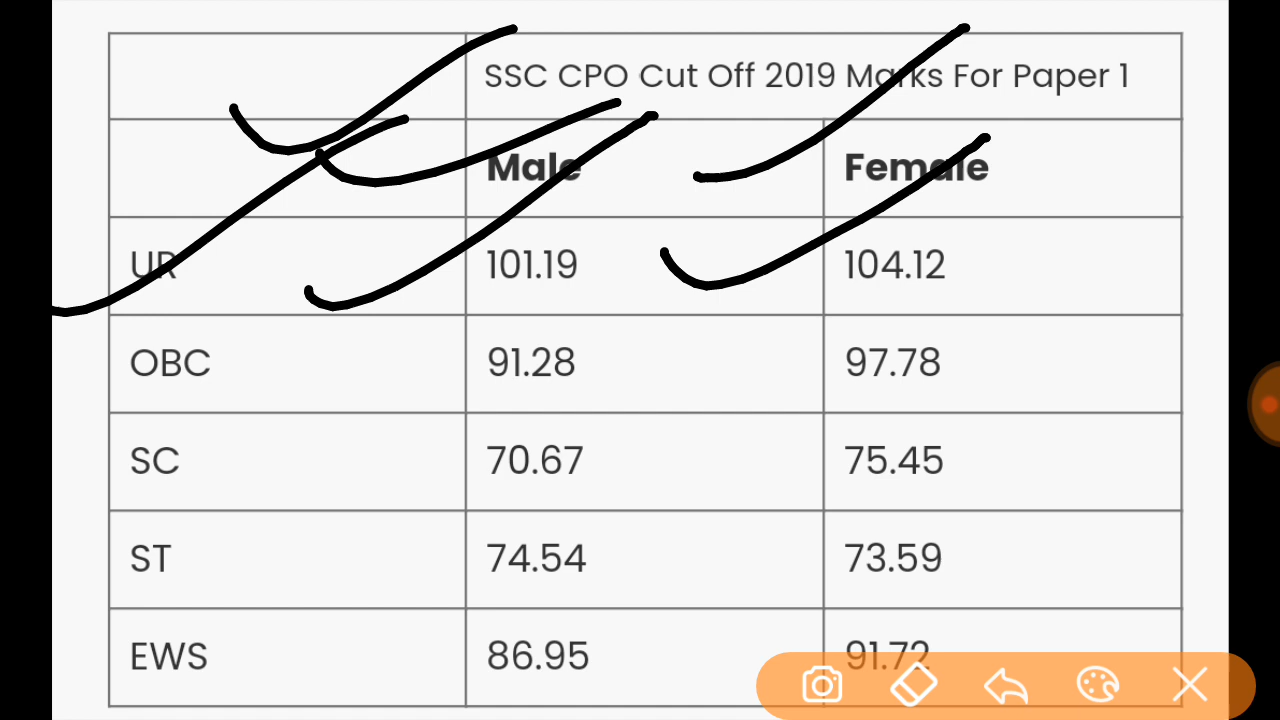 SSC CPO Cut Off 2019 Marks For Paper 1
Male Female
UR 101.19 104.12
OBC 91.28 97.78
SC 70.67 75.45
ST 74.54 73.59
EWS 86.95 91.72